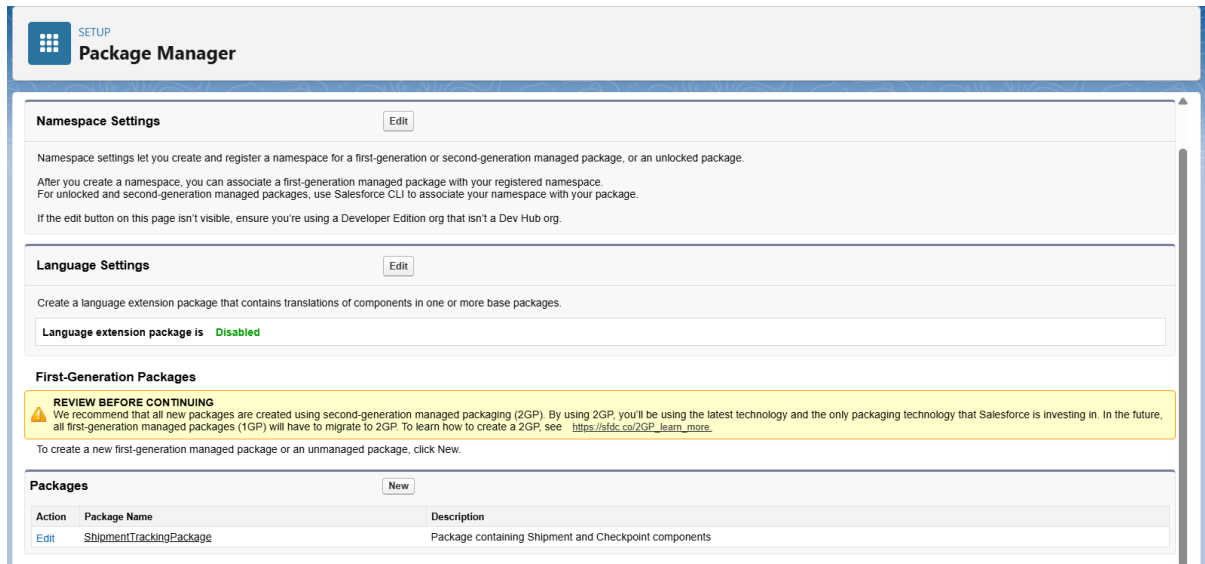 SETUP
Package Manager
Namespace Settings Edit
Namespace settings let you create and register a namespace for a first-generation or second-generation managed package, or an unlocked package.
After you create a namespace, you can associate a first-generation managed package with your registered namespace.
For unlocked and second-generation managed packages, use Salesforce CLI to associate your namespace with your package.
If the edit button on this page isn't visible, ensure you're using a Developer Edition org that isn't a Dev Hub org.
Language Settings Edit
Create a language extension package that contains translations of components in one or more base packages.
Language extension package is Disabled
First-Generation Packages
REVIEW BEFORE CONTINUING
We recommend that all new packages are created using second-generation managed packaging (2GP). By using 2GP, you'll be using the latest technology and the only packaging technology that Salesforce is investing in. In the future,
all first-generation managed packages (1GP) will have to migrate to 2GP. To learn how to create a 2GP, see https://sfdc.co/2GP_learn_more.
To create a new first-generation managed package or an unmanaged package, click New.
Packages New
Action Package Name Description
Edit ShipmentTrackingPackage Package containing Shipment and Checkpoint components